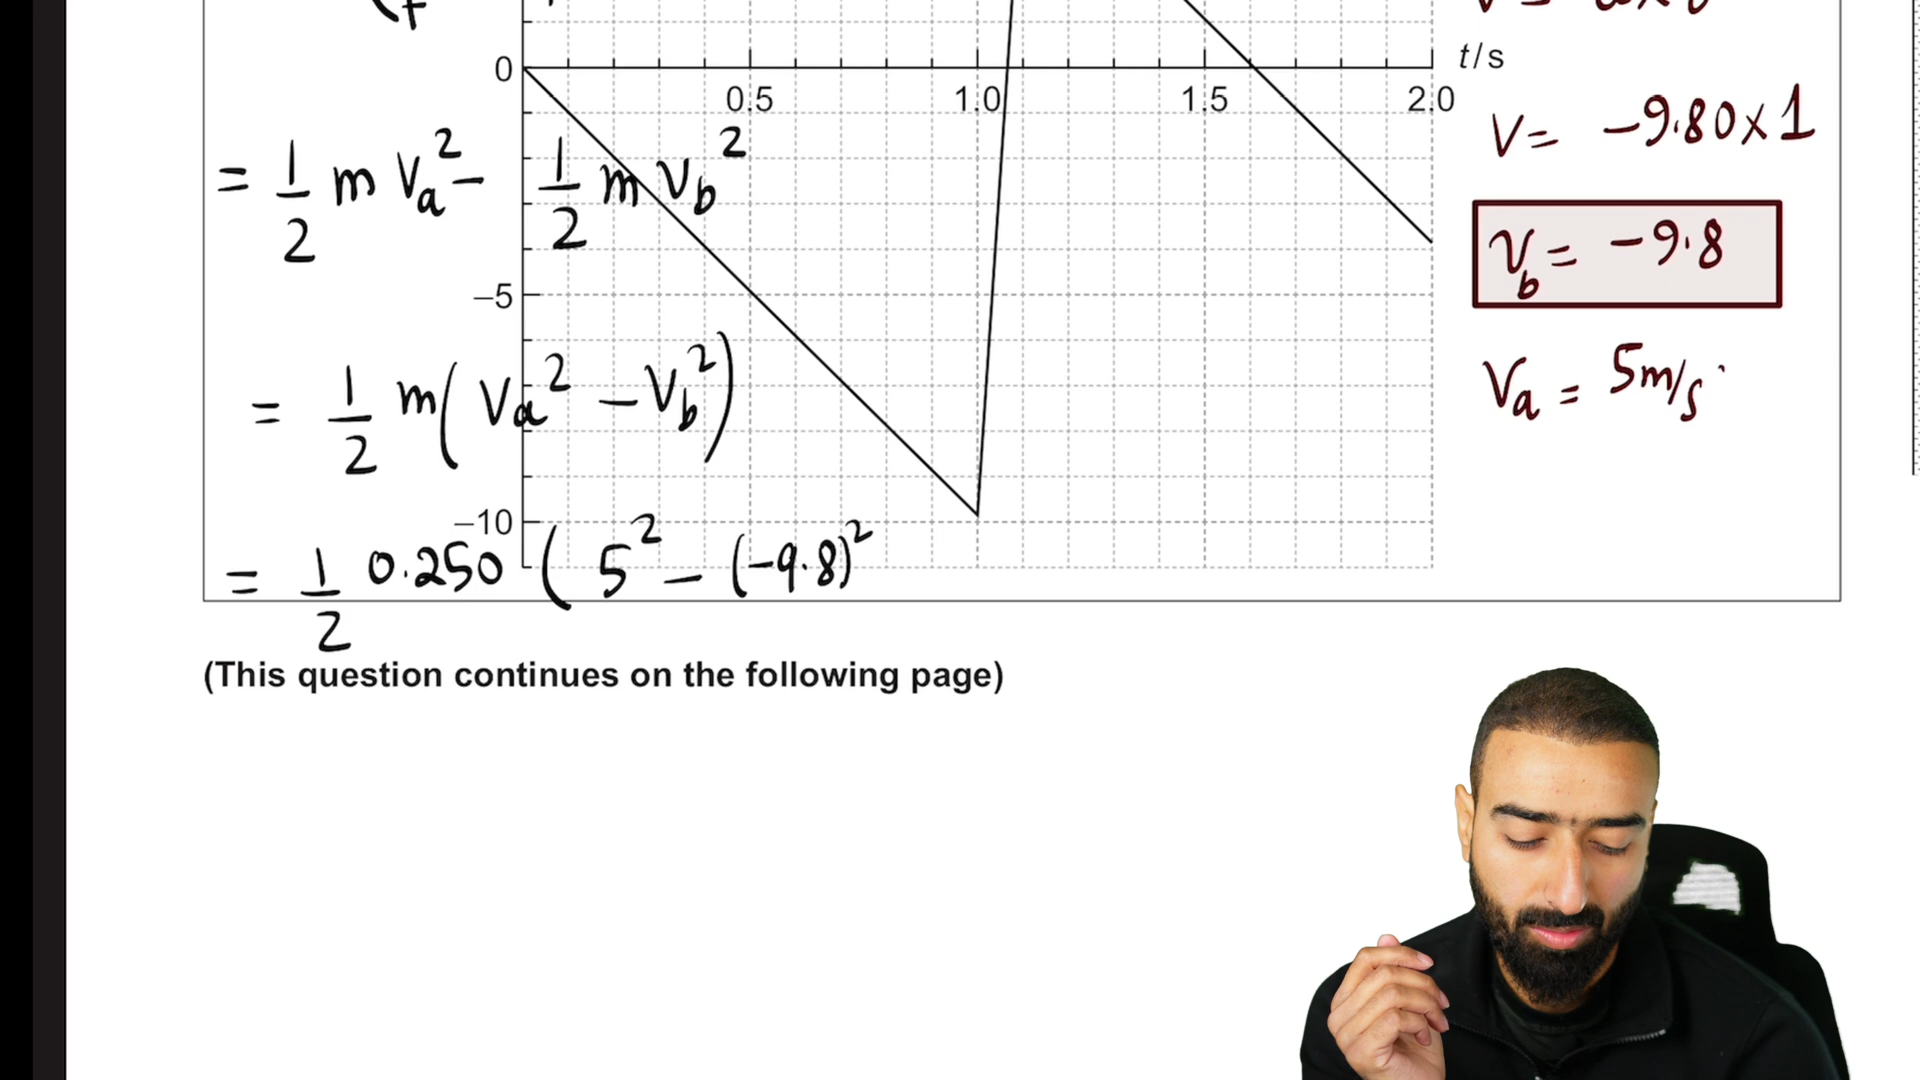 0
t/s
0.5 1.0 1.5 2.0
V = -9.80×1
= 1/2 m Va² - 1/2 m Vb²
Vb = -9.8
-5
= 1/2 m(Va² - Vb²)
Va = 5m/s
-10
= 1/2 0.250 ( 5² - (-9.8)²
(This question continues on the following page)